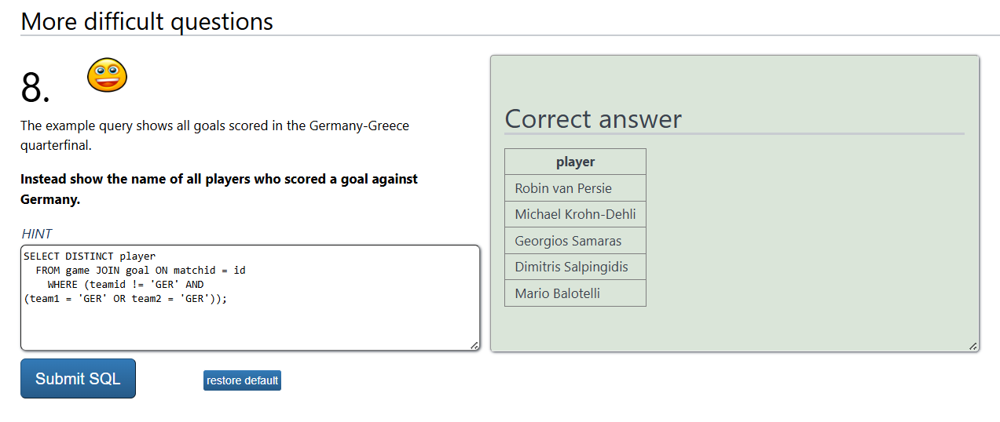 More difficult questions
8.
The example query shows all goals scored in the Germany-Greece
quarterfinal.
Instead show the name of all players who scored a goal against
Germany.
HINT
SELECT DISTINCT player
  FROM game JOIN goal ON matchid = id
    WHERE (teamid != 'GER' AND
(team1 = 'GER' OR team2 = 'GER'));
Submit SQL
restore default
Correct answer
player
Robin van Persie
Michael Krohn-Dehli
Georgios Samaras
Dimitris Salpingidis
Mario Balotelli